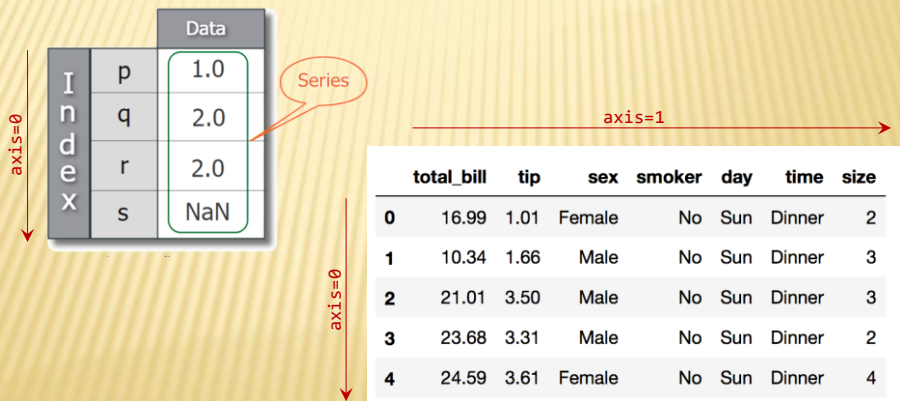 Data
Index
p 1.0
q 2.0
r 2.0
s NaN
Series
axis=0
axis=1
axis=0
total_bill tip sex smoker day time size
0 16.99 1.01 Female No Sun Dinner 2
1 10.34 1.66 Male No Sun Dinner 3
2 21.01 3.50 Male No Sun Dinner 3
3 23.68 3.31 Male No Sun Dinner 2
4 24.59 3.61 Female No Sun Dinner 4